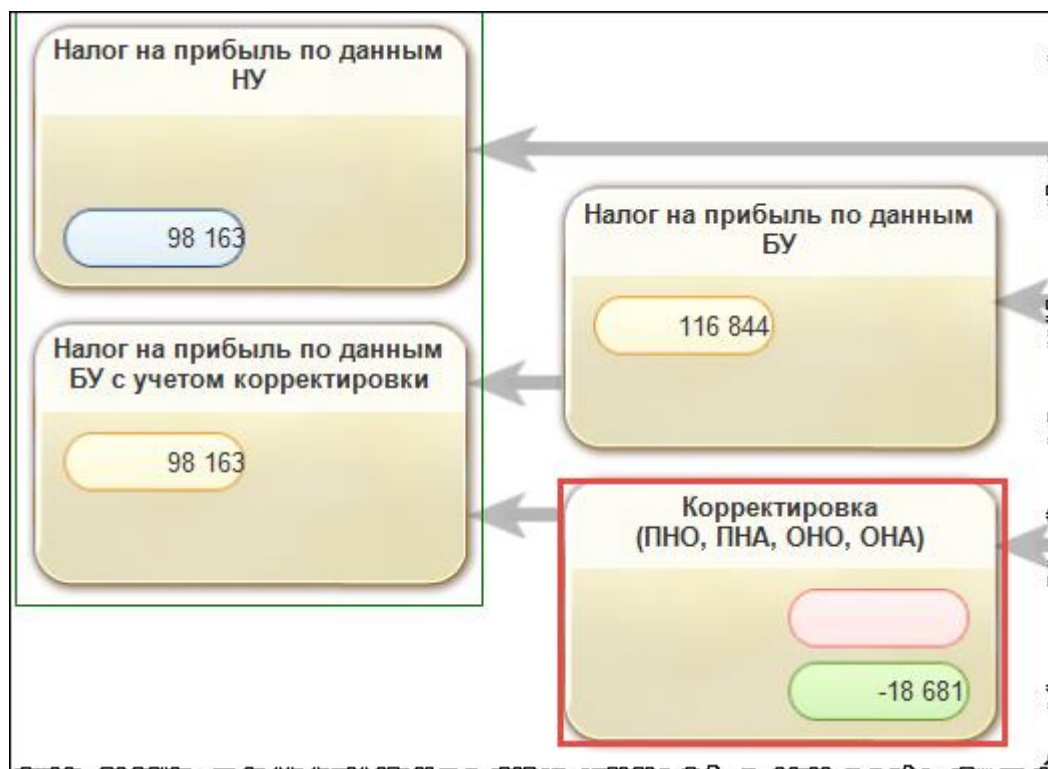 Налог на прибыль по данным
НУ
98 163
Налог на прибыль по данным
БУ
116 844
Налог на прибыль по данным
БУ с учетом корректировки
98 163
Корректировка
(ПНО, ПНА, ОНО, ОНА)
-18 681